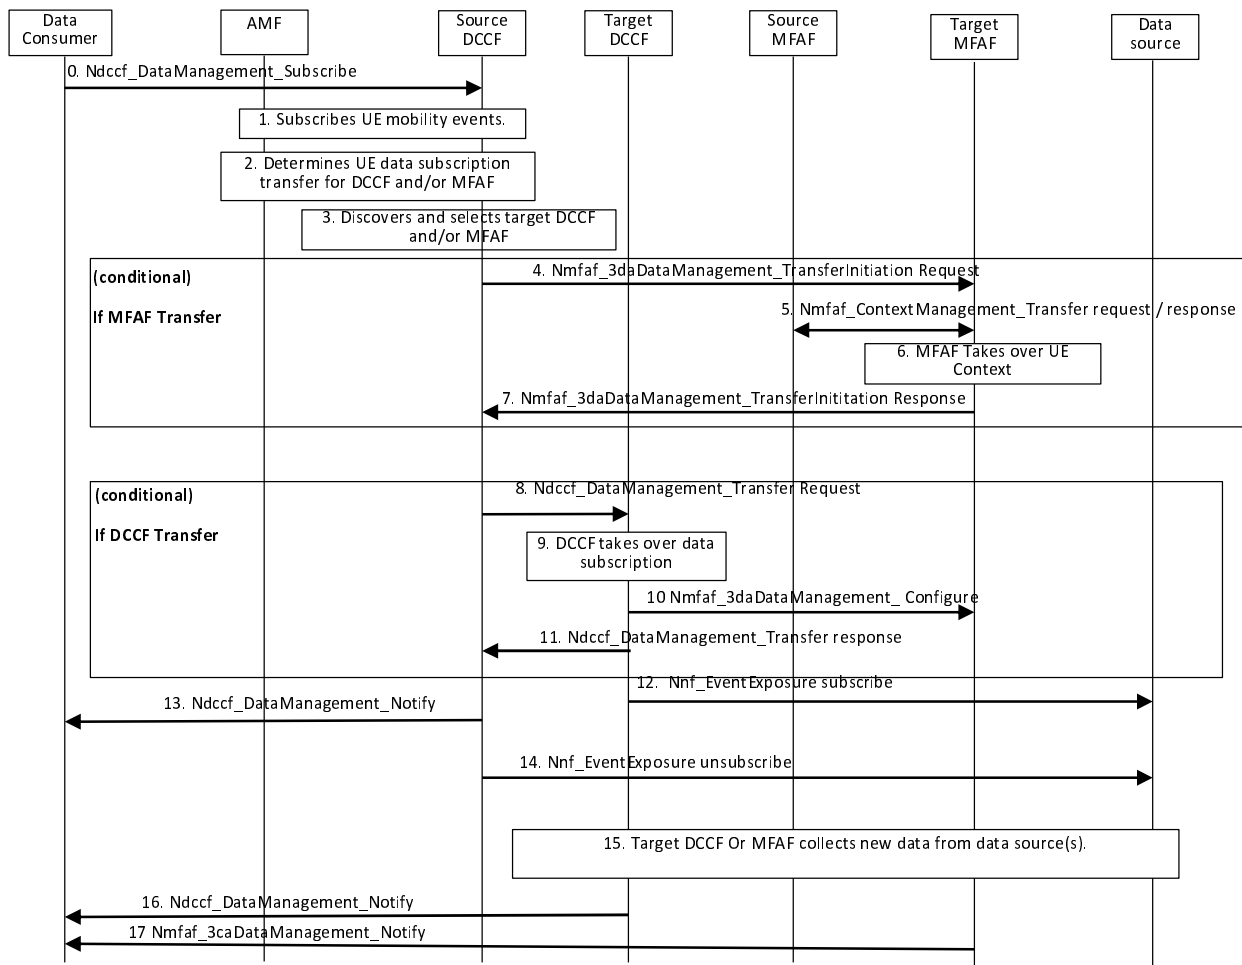 Data
Consumer
AMF
Source
DCCF
Target
DCCF
Source
MFAF
Target
MFAF
Data
source
0. Ndccf_DataManagement_Subscribe
1. Subscribes UE mobility events.
2. Determines UE data subscription
transfer for DCCF and/or MFAF
3. Discovers and selects target DCCF
and/or MFAF
(conditional)
If MFAF Transfer
4. Nmfaf_3daDataManagement_TransferInitiation Request
5. Nmfaf_ContextManagement_Transfer request / response
6. MFAF Takes over UE
Context
7. Nmfaf_3daDataManagement_TransferInititation Response
(conditional)
If DCCF Transfer
8. Ndccf_DataManagement_Transfer Request
9. DCCF takes over data
subscription
10 Nmfaf_3daDataManagement_ Configure
11. Ndccf_DataManagement_Transfer response
12. Nnf_EventExposure subscribe
13. Ndccf_DataManagement_Notify
14. Nnf_EventExposure unsubscribe
15. Target DCCF Or MFAF collects new data from data source(s).
16. Ndccf_DataManagement_Notify
17 Nmfaf_3caDataManagement_Notify